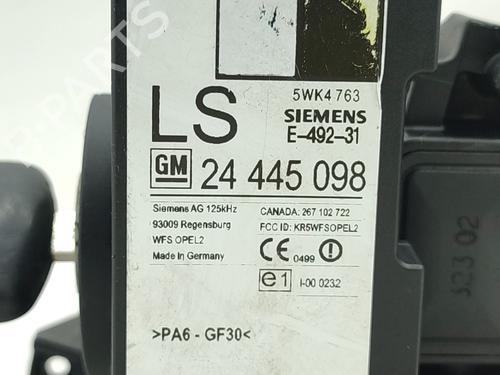 5WK4 763
LS
SIEMENS
E-492-31
GM 24 445 098
Siemens AG 125kHz CANADA: 267 102 722
93009 Regensburg FCC ID: KR5WFSOPEL2
WFS OPEL2
Made in Germany CE 0499
e1 I-00 0232
>PA6 - GF30<
PARTS